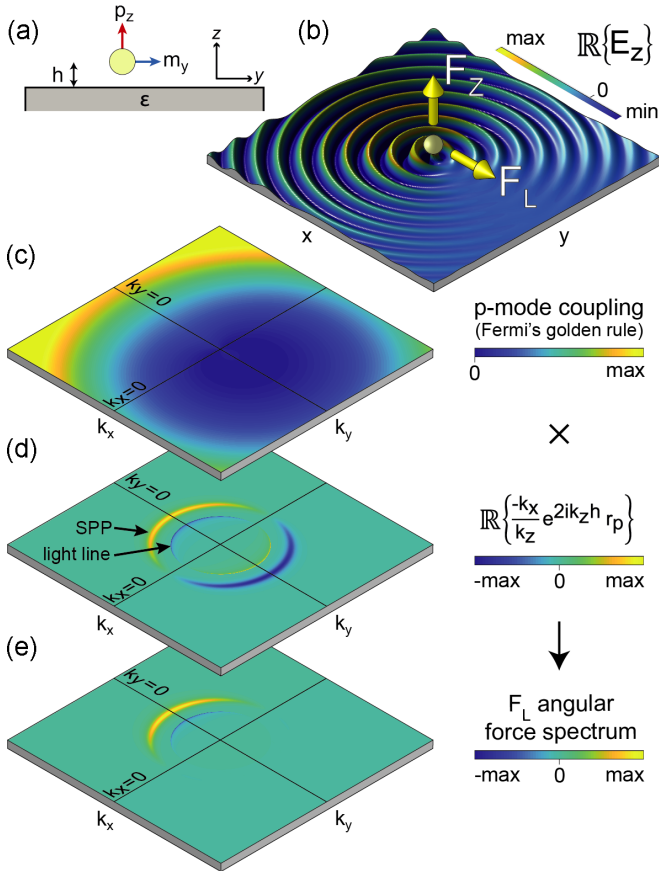 (a)
p_z
m_y
h
z
y
ε
(b)
ℝ{E_z}
max
0
min
F_Z
F_L
x
y
(c)
ky=0
kx=0
k_x
k_y
p-mode coupling
(Fermi's golden rule)
0 max
×
(d)
ky=0
SPP
light line
kx=0
k_x
k_y
ℝ{-k_x/k_z e^2ik_zh r_p}
-max 0 max
(e)
ky=0
kx=0
k_x
k_y
F_L angular
force spectrum
-max 0 max